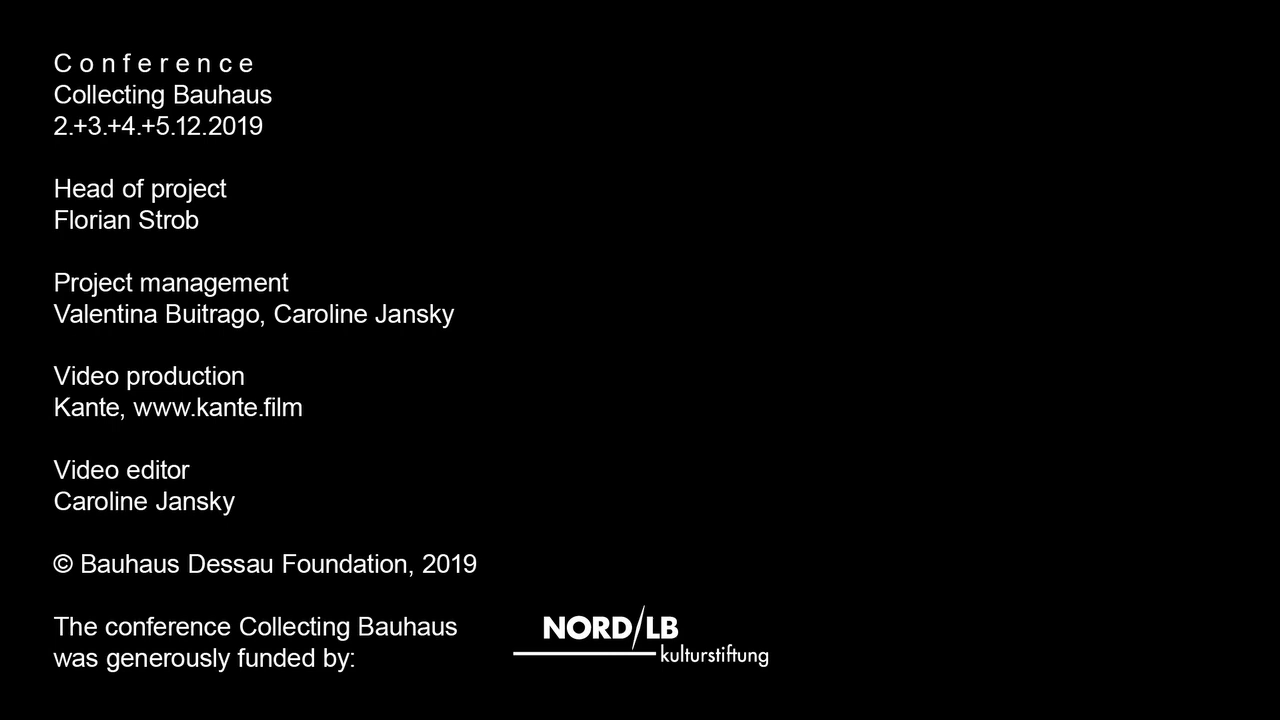 C o n f e r e n c e
Collecting Bauhaus
2.+3.+4.+5.12.2019
Head of project
Florian Strob
Project management
Valentina Buitrago, Caroline Jansky
Video production
Kante, www.kante.film
Video editor
Caroline Jansky
© Bauhaus Dessau Foundation, 2019
The conference Collecting Bauhaus
was generously funded by:
NORD/LB
kulturstiftung